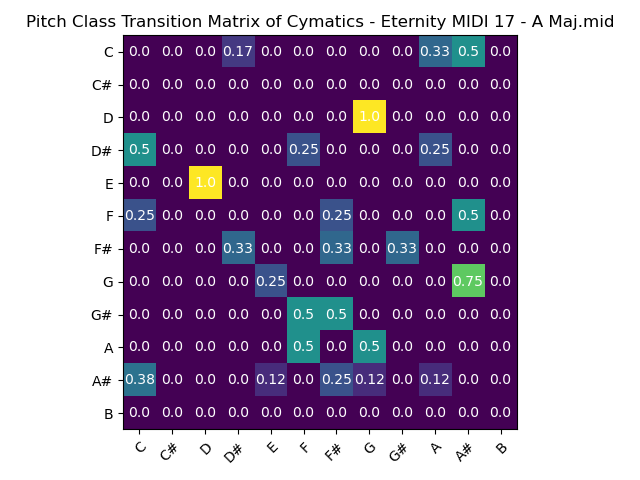 Pitch Class Transition Matrix of Cymatics - Eternity MIDI 17 - A Maj.mid
C 0.0 0.0 0.0 0.17 0.0 0.0 0.0 0.0 0.0 0.33 0.5 0.0
C# 0.0 0.0 0.0 0.0 0.0 0.0 0.0 0.0 0.0 0.0 0.0 0.0
D 0.0 0.0 0.0 0.0 0.0 0.0 0.0 1.0 0.0 0.0 0.0 0.0
D# 0.5 0.0 0.0 0.0 0.0 0.25 0.0 0.0 0.0 0.25 0.0 0.0
E 0.0 0.0 1.0 0.0 0.0 0.0 0.0 0.0 0.0 0.0 0.0 0.0
F 0.25 0.0 0.0 0.0 0.0 0.0 0.25 0.0 0.0 0.0 0.5 0.0
F# 0.0 0.0 0.0 0.33 0.0 0.0 0.33 0.0 0.33 0.0 0.0 0.0
G 0.0 0.0 0.0 0.0 0.25 0.0 0.0 0.0 0.0 0.0 0.75 0.0
G# 0.0 0.0 0.0 0.0 0.0 0.5 0.5 0.0 0.0 0.0 0.0 0.0
A 0.0 0.0 0.0 0.0 0.0 0.5 0.0 0.5 0.0 0.0 0.0 0.0
A# 0.38 0.0 0.0 0.0 0.12 0.0 0.25 0.12 0.0 0.12 0.0 0.0
B 0.0 0.0 0.0 0.0 0.0 0.0 0.0 0.0 0.0 0.0 0.0 0.0
C C# D D# E F F# G G# A A# B